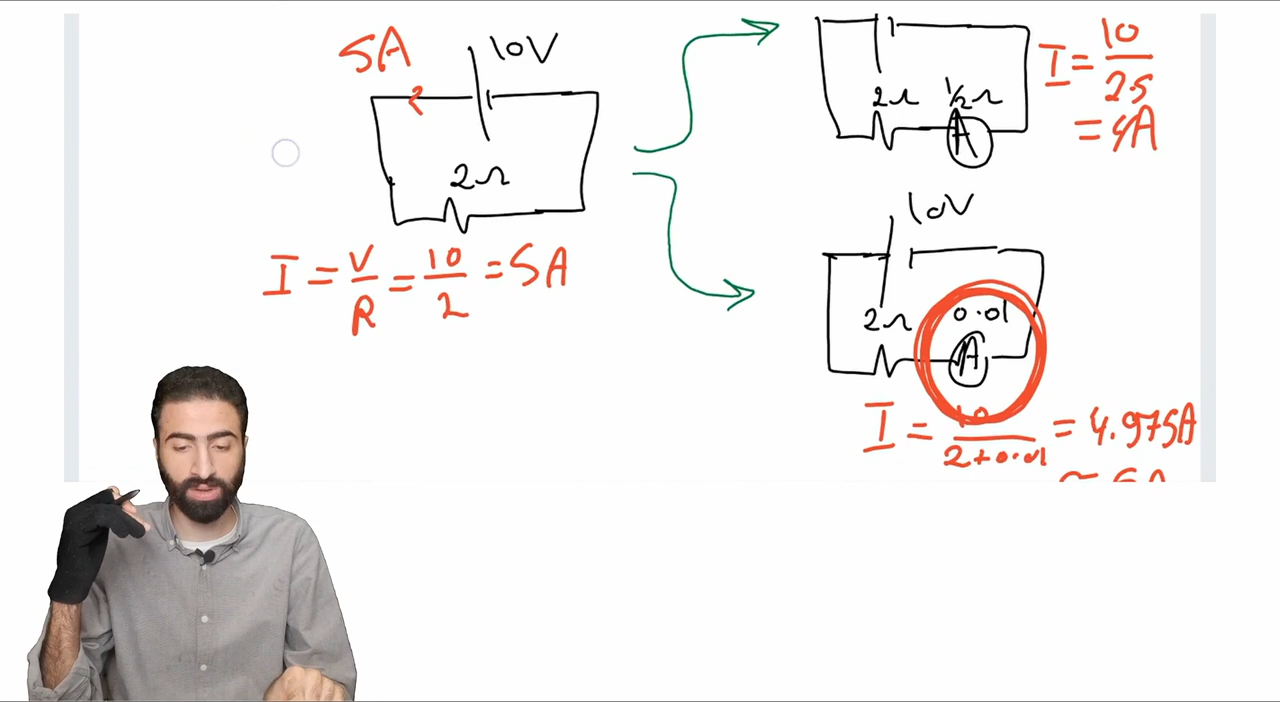 5A
10V
2Ω
I = V/R = 10/2 = 5A
2Ω 1/2Ω
A
I = 10/2.5
= 4A
10V
2Ω 0.01
A
I = 10/2+0.01 = 4.975A
≈ 5A